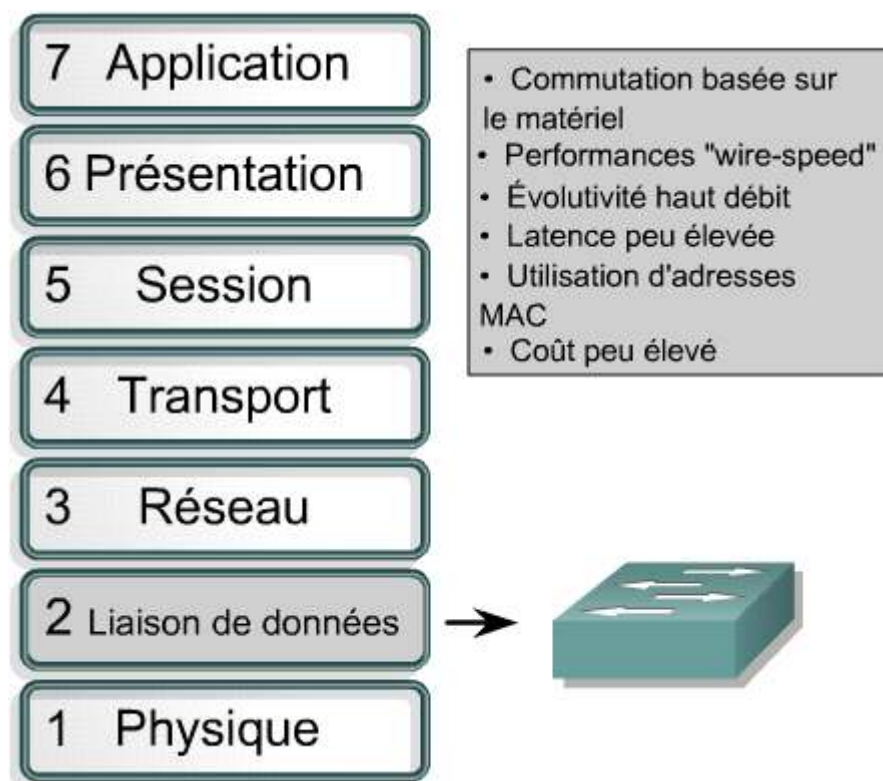 7 Application
6 Présentation
5 Session
4 Transport
3 Réseau
2 Liaison de données
1 Physique
• Commutation basée sur
le matériel
• Performances "wire-speed"
• Évolutivité haut débit
• Latence peu élevée
• Utilisation d'adresses
MAC
• Coût peu élevé